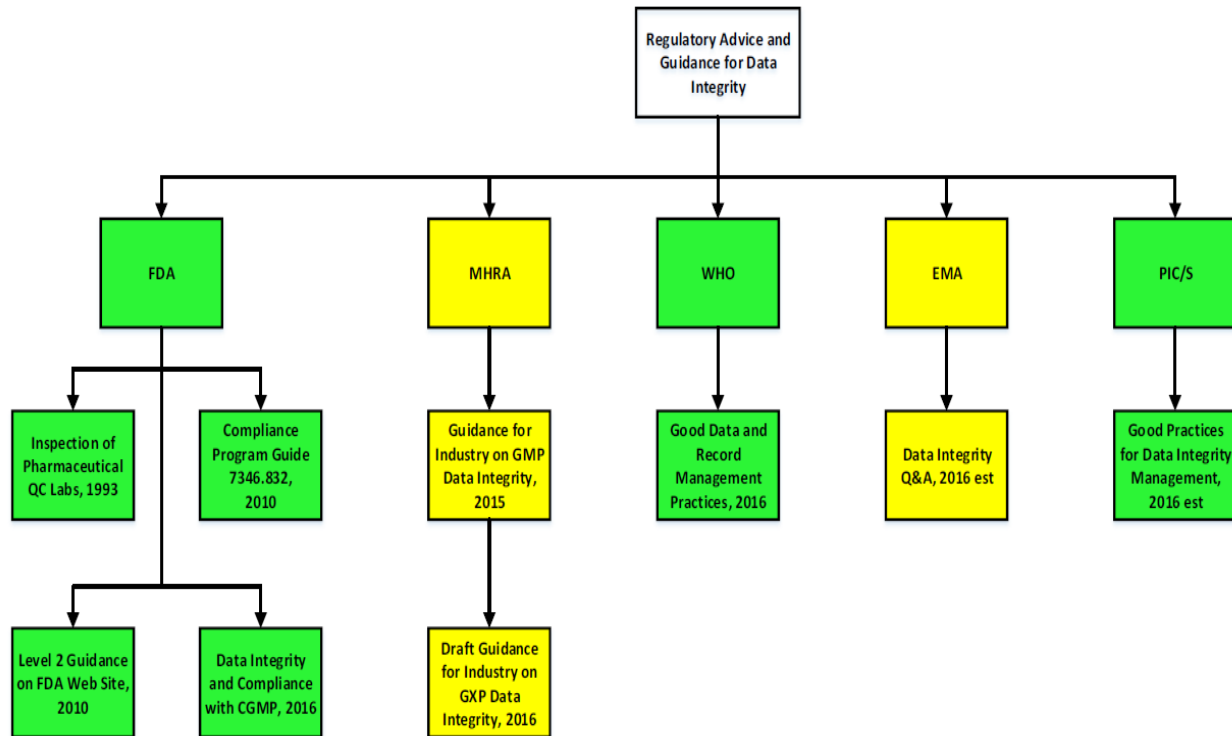 Regulatory Advice and
Guidance for Data
Integrity
FDA
MHRA
WHO
EMA
PIC/S
Inspection of
Pharmaceutical
QC Labs, 1993
Compliance
Program Guide
7346.832,
2010
Guidance for
Industry on GMP
Data Integrity,
2015
Good Data and
Record
Management
Practices, 2016
Data Integrity
Q&A, 2016 est
Good Practices
for Data Integrity
Management,
2016 est
Level 2 Guidance
on FDA Web Site,
2010
Data Integrity
and Compliance
with CGMP, 2016
Draft Guidance
for Industry on
GXP Data
Integrity, 2016